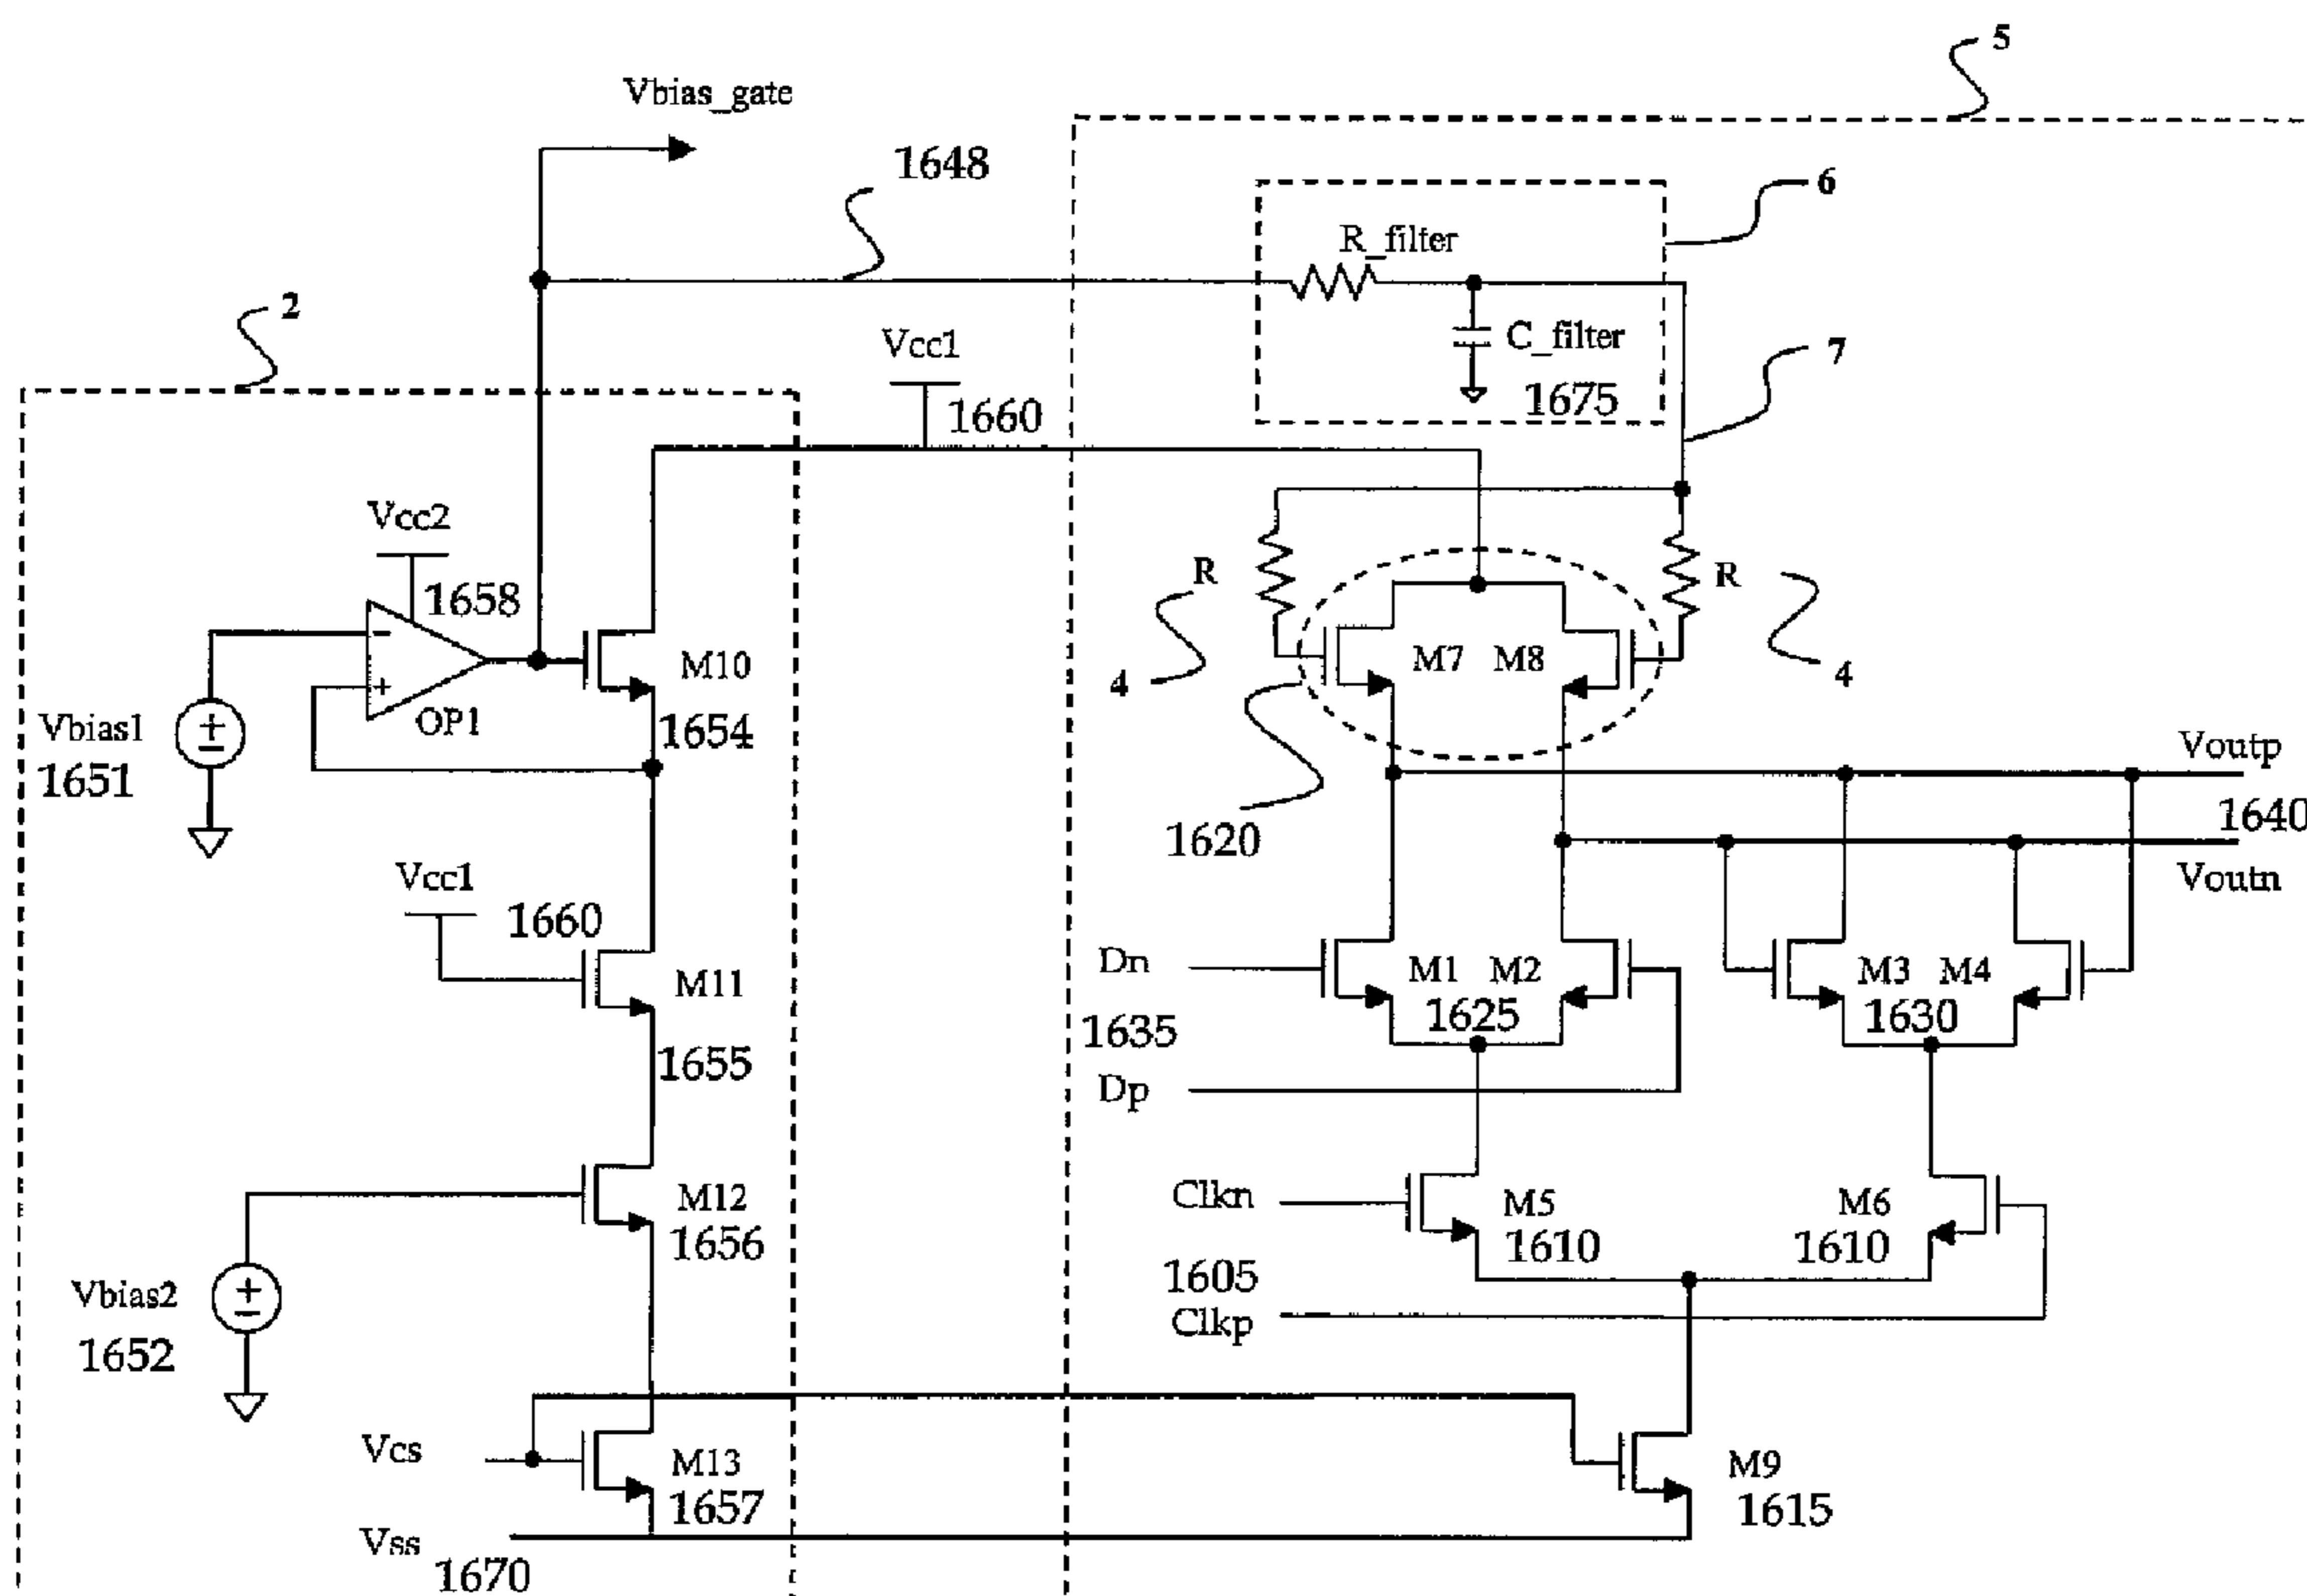 5
Vbias_gate
1648
6
R_filter
2
Vcc1
C_filter
7
1660
1675
Vcc2
1658
R
R
M10
M7
M8
4
4
OP1
Vbias1
1654
1651
Voutp
1640
1620
Vcc1
Voutn
1660
Dn
M1
M2
M3
M4
M11
1625
1630
1635
1655
Dp
Clkn
M12
M5
M6
1656
1610
1610
1605
Vbias2
Clkp
1652
Vcs
M13
M9
1657
1615
Vss
1670